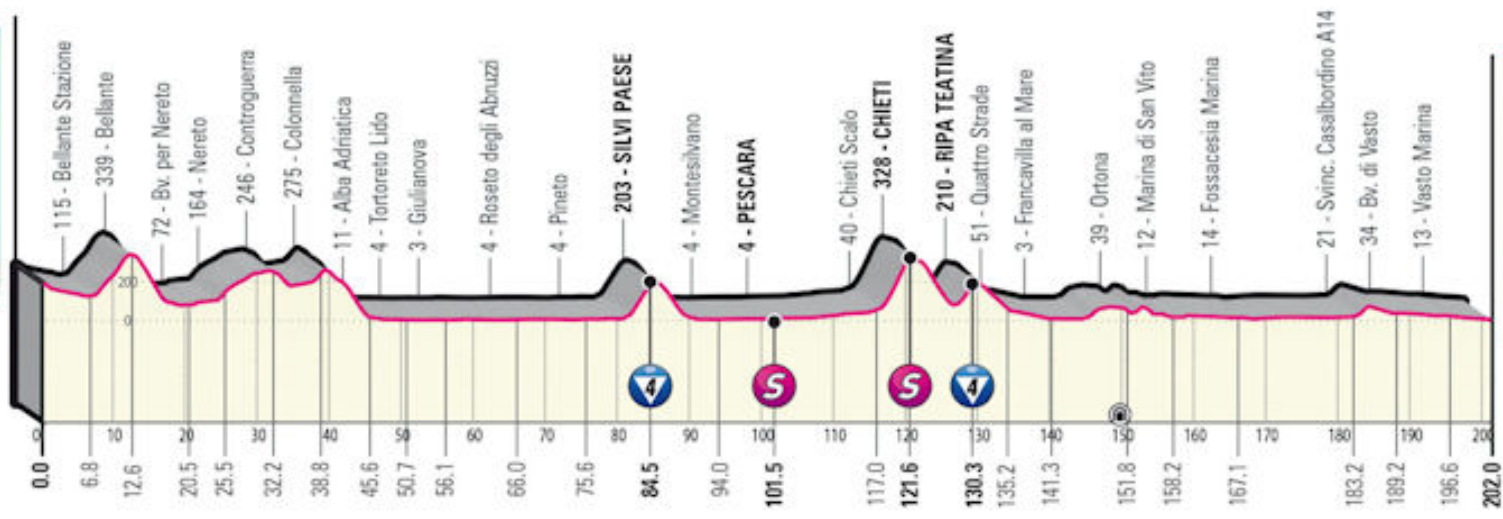 115 - Bellante Stazione
339 - Bellante
72 - Bv. per Nereto
164 - Nereto
246 - Controguerra
275 - Colonnella
11 - Alba Adriatica
4 - Tortoreto Lido
3 - Giulianova
4 - Roseto degli Abruzzi
4 - Pineto
203 - SILVI PAESE
4 - Montesilvano
4 - PESCARA
40 - Chieti Scalo
328 - CHIETI
210 - RIPA TEATINA
51 - Quattro Strade
3 - Francavilla al Mare
39 - Ortona
12 - Marina di San Vito
14 - Fossacesia Marina
21 - Svinc. Casalbordino A14
34 - Bv. di Vasto
13 - Vasto Marina
200
0
4 S S 4
0 10 20 30 40 50 60 70 80 90 100 110 120 130 140 150 160 170 180 190 200
0.0 6.8 12.6 20.5 25.5 32.2 38.8 45.6 50.7 56.1 66.0 75.6 84.5 94.0 101.5 117.0 121.6 130.3 135.2 141.3 151.8 158.2 167.1 183.2 189.2 196.6 202.0